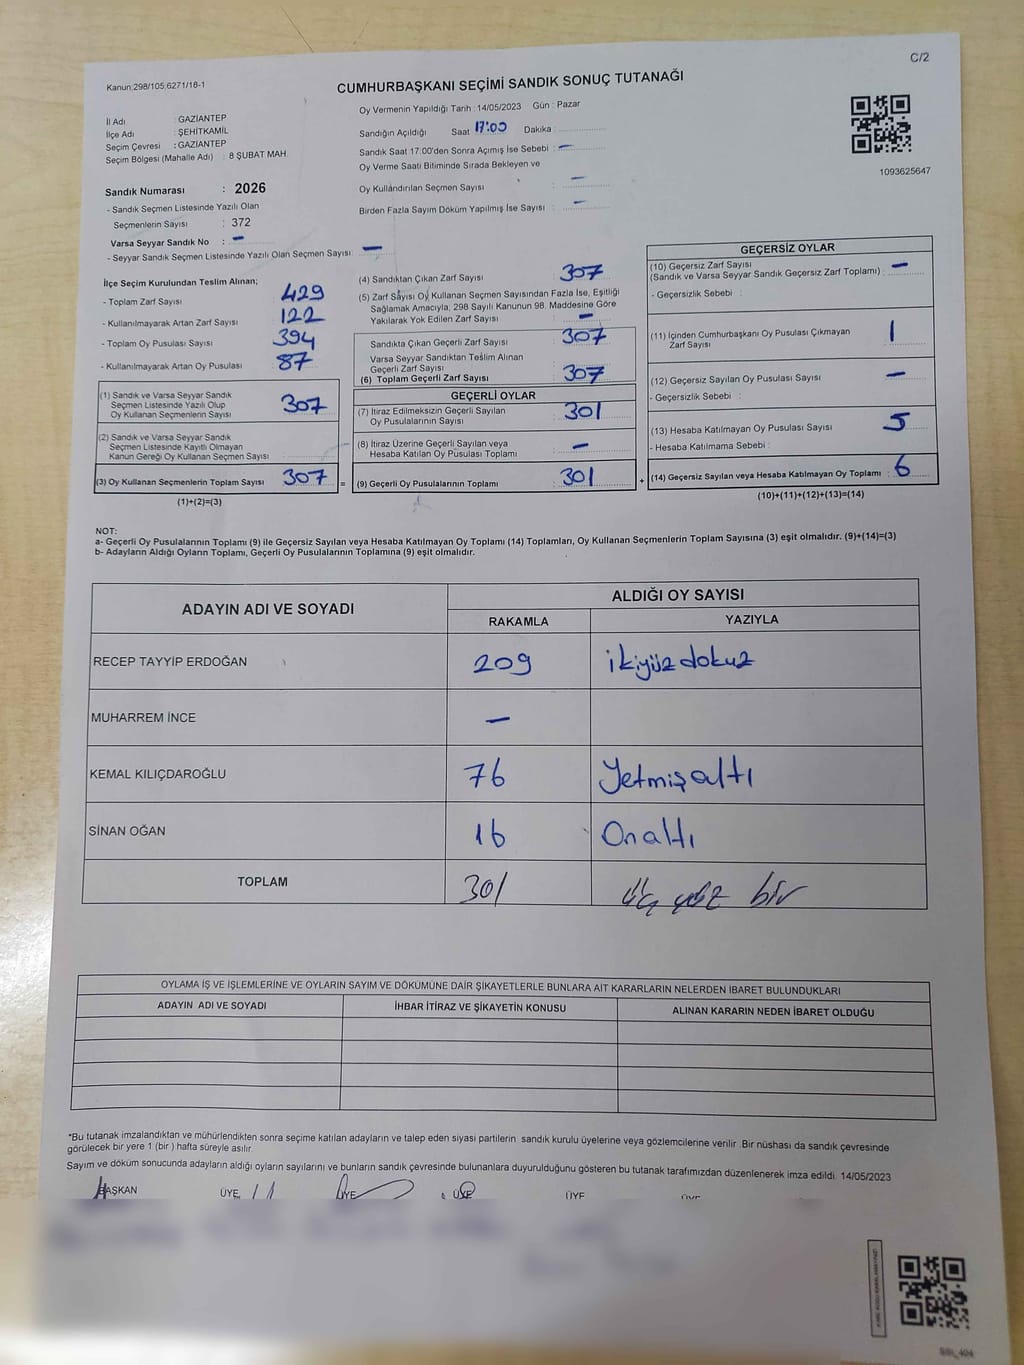 C/2
Kanun:298/105;6271/16-1
CUMHURBAŞKANI SEÇİMİ SANDIK SONUÇ TUTANAĞI
İl Adı : GAZİANTEP
İlçe Adı : ŞEHİTKAMİL
Seçim Çevresi : GAZİANTEP
Seçim Bölgesi (Mahalle Adı) : 8 ŞUBAT MAH.
Sandık Numarası : 2026
- Sandık Seçmen Listesinde Yazılı Olan
Seçmenlerin Sayısı : 372
Varsa Seyyar Sandık No : -
- Seyyar Sandık Seçmen Listesinde Yazılı Olan Seçmen Sayısı: -
Oy Vermenin Yapıldığı Tarih : 14/05/2023 Gün : Pazar
Sandığın Açıldığı Saat 17:00 Dakika :
Sandık Saat 17:00'den Sonra Açımış İse Sebebi : -
Oy Verme Saati Bitiminde Sırada Bekleyen ve
Oy Kullandırılan Seçmen Sayısı : -
Birden Fazla Sayım Döküm Yapılmış İse Sayısı : -
1093625647
İlçe Seçim Kurulundan Teslim Alınan;
- Toplam Zarf Sayısı : 429
- Kullanılmayarak Artan Zarf Sayısı : 122
- Toplam Oy Pusulası Sayısı : 394
- Kullanılmayarak Artan Oy Pusulası : 87
(1) Sandık ve Varsa Seyyar Sandık
Seçmen Listesinde Yazılı Olup
Oy Kullanan Seçmenlerin Sayısı : 307
(2) Sandık ve Varsa Seyyar Sandık
Seçmen Listesinde Kayıtlı Olmayan
Kanun Gereği Oy Kullanan Seçmen Sayısı :
(3) Oy Kullanan Seçmenlerin Toplam Sayısı : 307 =
(1)+(2)=(3)
(4) Sandıktan Çıkan Zarf Sayısı : 307
(5) Zarf Sayısı Oy Kullanan Seçmen Sayısından Fazla İse, Eşitliği
Sağlamak Amacıyla, 298 Sayılı Kanunun 98. Maddesine Göre
Yakılarak Yok Edilen Zarf Sayısı : -
Sandıkta Çıkan Geçerli Zarf Sayısı : 307
Varsa Seyyar Sandıktan Teslim Alınan
Geçerli Zarf Sayısı
(6) Toplam Geçerli Zarf Sayısı : 307
GEÇERLİ OYLAR
(7) İtiraz Edilmeksizin Geçerli Sayılan
Oy Pusulalarının Sayısı : 301
(8) İtiraz Üzerine Geçerli Sayılan veya
Hesaba Katılan Oy Pusulası Toplamı : -
(9) Geçerli Oy Pusulalarının Toplamı : 301 +
GEÇERSİZ OYLAR
(10) Geçersiz Zarf Sayısı
(Sandık ve Varsa Seyyar Sandık Geçersiz Zarf Toplamı) : -
- Geçersizlik Sebebi :
(11) İçinden Cumhurbaşkanı Oy Pusulası Çıkmayan
Zarf Sayısı : 1
(12) Geçersiz Sayılan Oy Pusulası Sayısı : -
- Geçersizlik Sebebi :
(13) Hesaba Katılmayan Oy Pusulası Sayısı : 5
- Hesaba Katılmama Sebebi :
(14) Geçersiz Sayılan veya Hesaba Katılmayan Oy Toplamı : 6
(10)+(11)+(12)+(13)=(14)
NOT:
a- Geçerli Oy Pusulalarının Toplamı (9) ile Geçersiz Sayılan veya Hesaba Katılmayan Oy Toplamı (14) Toplamları, Oy Kullanan Seçmenlerin Toplam Sayısına (3) eşit olmalıdır. (9)+(14)=(3)
b- Adayların Aldığı Oyların Toplamı, Geçerli Oy Pusulalarının Toplamına (9) eşit olmalıdır.
ADAYIN ADI VE SOYADI
ALDIĞI OY SAYISI
RAKAMLA YAZIYLA
RECEP TAYYİP ERDOĞAN 209 ikiyüzdokuz
MUHARREM İNCE -
KEMAL KILIÇDAROĞLU 76 Yetmişaltı
SİNAN OĞAN 16 Onaltı
TOPLAM 301 üç yüz bir
OYLAMA İŞ VE İŞLEMLERİNE VE OYLARIN SAYIM VE DÖKÜMÜNE DAİR ŞİKAYETLERLE BUNLARA AİT KARARLARIN NELERDEN İBARET BULUNDUKLARI
ADAYIN ADI VE SOYADI İHBAR İTİRAZ VE ŞİKAYETİN KONUSU ALINAN KARARIN NEDEN İBARET OLDUĞU
*Bu tutanak imzalandıktan ve mühürlendikten sonra seçime katılan adayların ve talep eden siyasi partilerin sandık kurulu üyelerine veya gözlemcilerine verilir. Bir nüshası da sandık çevresinde
görülecek bir yere 1 (bir) hafta süreyle asılır.
Sayım ve döküm sonucunda adayların aldığı oyların sayılarını ve bunların sandık çevresinde bulunanlara duyurulduğunu gösteren bu tutanak tarafımızdan düzenlenerek imza edildi. 14/05/2023
BAŞKAN ÜYE ÜYE ÜYE ÜYE ÜYE